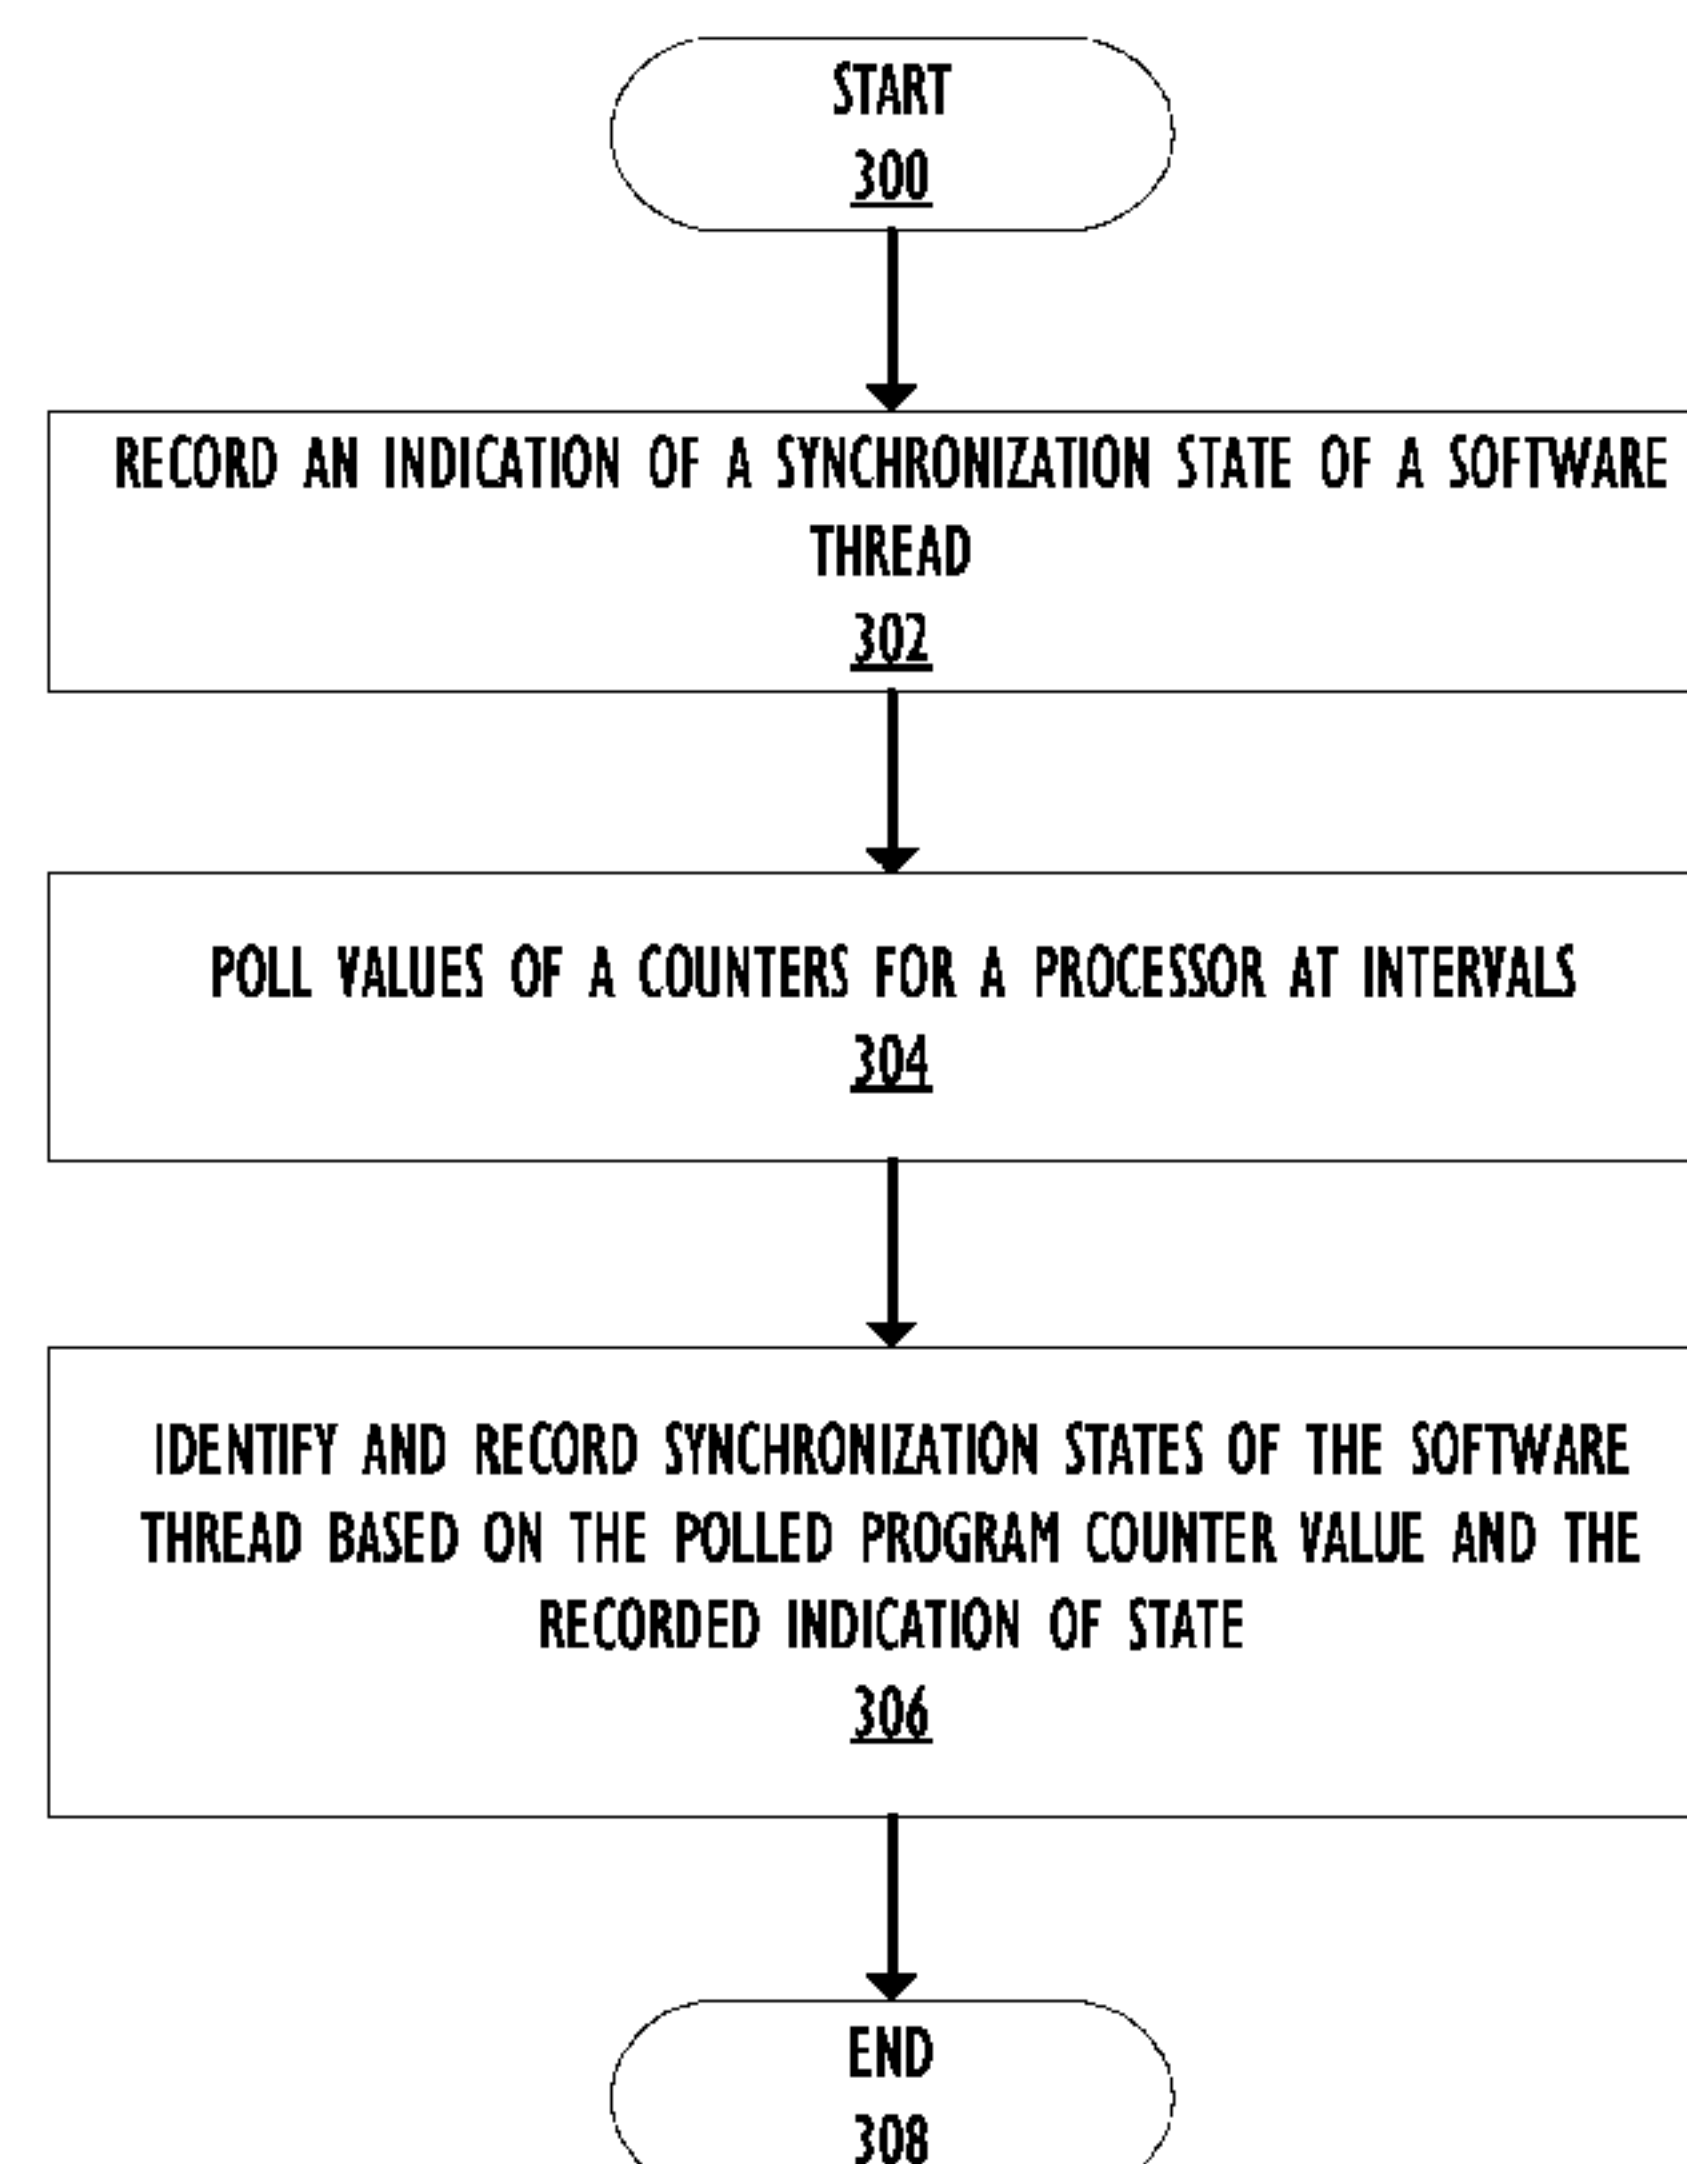 START
300
RECORD AN INDICATION OF A SYNCHRONIZATION STATE OF A SOFTWARE
THREAD
302
POLL VALUES OF A COUNTERS FOR A PROCESSOR AT INTERVALS
304
IDENTIFY AND RECORD SYNCHRONIZATION STATES OF THE SOFTWARE
THREAD BASED ON THE POLLED PROGRAM COUNTER VALUE AND THE
RECORDED INDICATION OF STATE
306
END
308